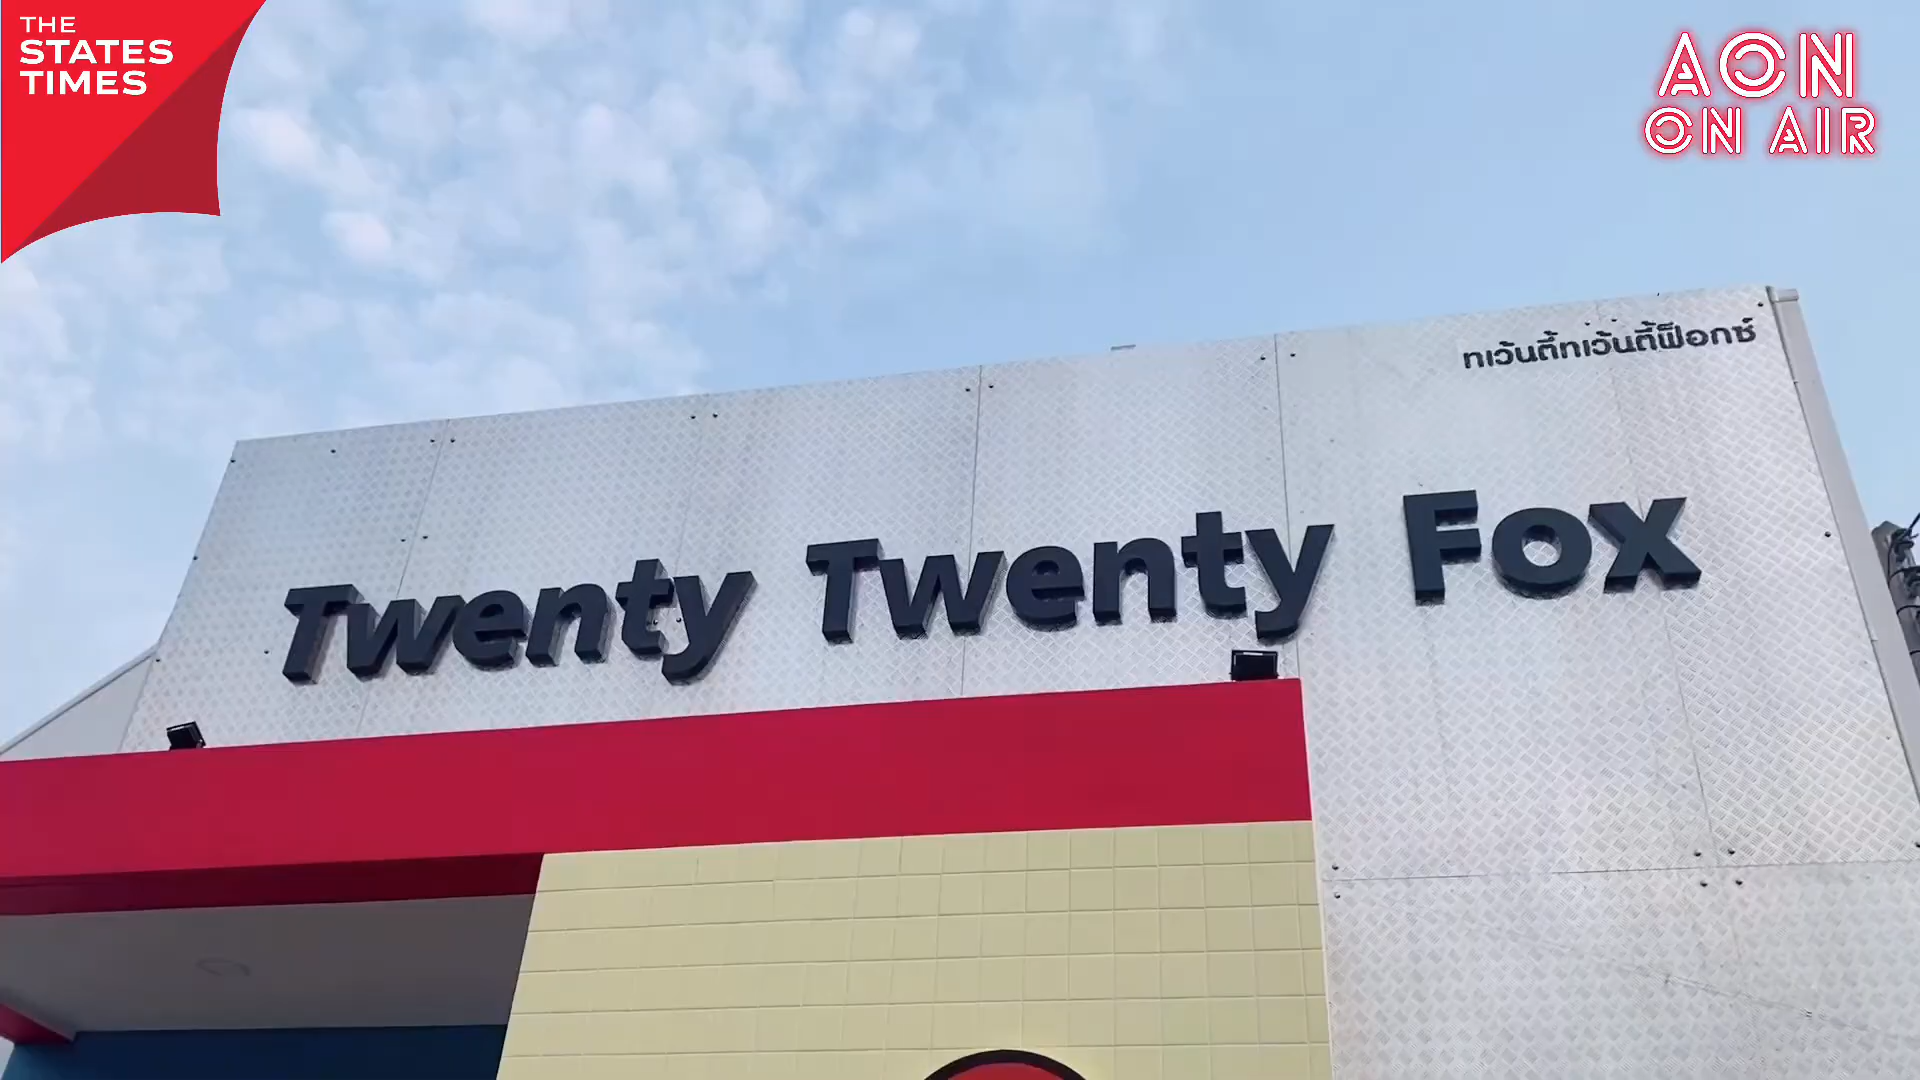 THE
STATES
TIMES
AON
ON AIR
ทเว้นตี้ทเว้นตี้ฟ็อกซ์
Twenty Twenty Fox